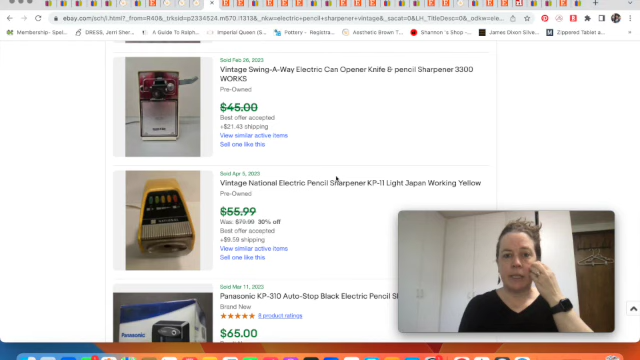 ebay.com/sch/i.html?_from=R40&_trksid=p2334524.m570.l1313&_nkw=electric+pencil+sharpener+vintage&_sacat=0&LH_TitleDesc=0&_odkw=ele
Membership - Spel
DRESS, Jerri Sher
A Guide To Ralph
Imperial Queen (S
Pottery - Registra
Aesthetic Brown T
Shannon 's Shop -
M Zippered Tablet a
Sold Feb 26, 2023
Vintage Swing-A-Way Electric Can Opener Knife & pencil Sharpener 3300
WORKS
Pre-Owned
$45.00
Best offer accepted
+$21.43 shipping
View similar active items
Sell one like this
Sold Apr 5, 2023
Vintage National Electric Pencil Sharpener KP-11 Light Japan Working Yellow
Pre-Owned
$55.99
Was: $79.99 30% off
Best offer accepted
+$9.59 shipping
View similar active items
Sell one like this
Sold Mar 11, 2023
Panasonic KP-310 Auto-Stop Black Electric Pencil S
Brand New
8 product ratings
$65.00
Panasonic